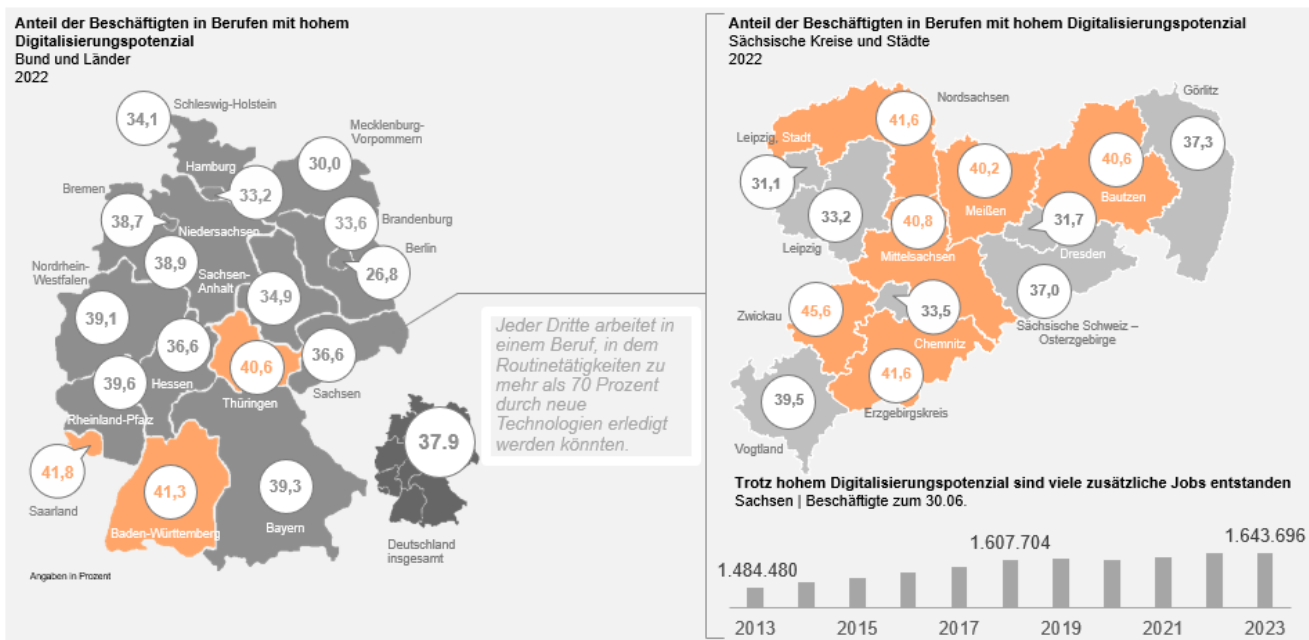 Anteil der Beschäftigten in Berufen mit hohem
Digitalisierungspotenzial
Bund und Länder
2022
Schleswig-Holstein
34,1
Mecklenburg-
Vorpommern
30,0
Hamburg
33,2
Bremen
38,7
Niedersachsen
38,9
33,6
Brandenburg
Berlin
26,8
Nordrhein-
Westfalen
39,1
Sachsen-
Anhalt
34,9
36,6
Hessen
40,6
Thüringen
36,6
Sachsen
39,6
Rheinland-Pfalz
41,8
Saarland
41,3
Baden-Württemberg
39,3
Bayern
37.9
Deutschland
insgesamt
Angaben in Prozent
Jeder Dritte arbeitet in
einem Beruf, in dem
Routinetätigkeiten zu
mehr als 70 Prozent
durch neue
Technologien erledigt
werden könnten.
Anteil der Beschäftigten in Berufen mit hohem Digitalisierungspotenzial
Sächsische Kreise und Städte
2022
Nordsachsen
41,6
Görlitz
37,3
Leipzig, Stadt
31,1
33,2
Leipzig
40,2
Meißen
40,6
Bautzen
40,8
Mittelsachsen
31,7
Dresden
37,0
Sächsische Schweiz –
Osterzgebirge
Zwickau
45,6
33,5
Chemnitz
41,6
Erzgebirgskreis
39,5
Vogtland
Trotz hohem Digitalisierungspotenzial sind viele zusätzliche Jobs entstanden
Sachsen | Beschäftigte zum 30.06.
1.484.480
1.607.704
1.643.696
2013
2015
2017
2019
2021
2023